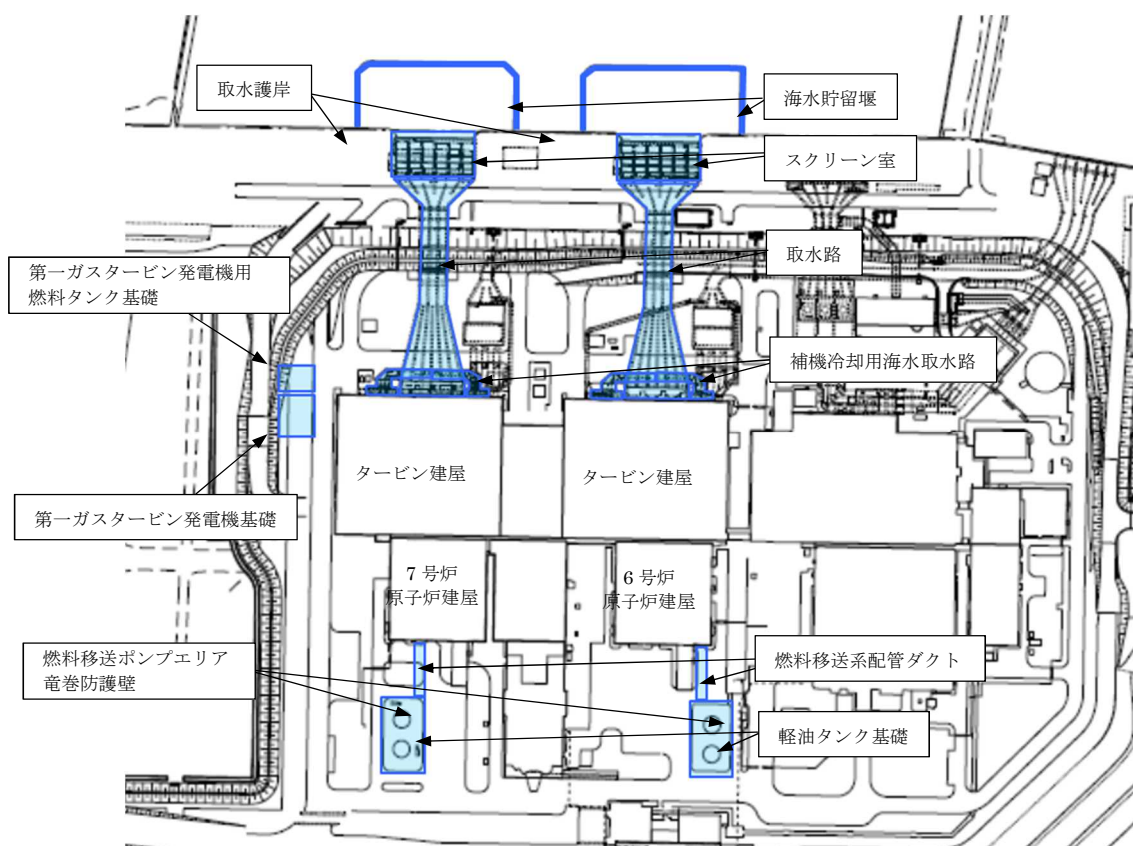 取水護岸
海水貯留堰
スクリーン室
第一ガスタービン発電機用
燃料タンク基礎
取水路
補機冷却用海水取水路
タービン建屋
タービン建屋
第一ガスタービン発電機基礎
7 号炉
原子炉建屋
6 号炉
原子炉建屋
燃料移送ポンプエリア
竜巻防護壁
燃料移送系配管ダクト
軽油タンク基礎